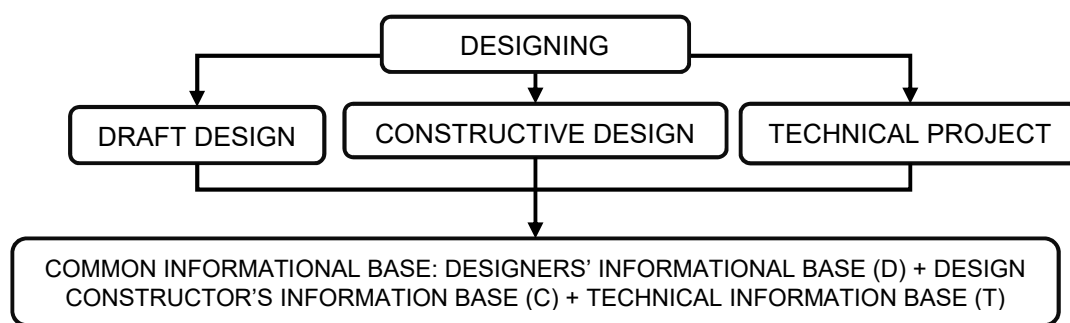 DESIGNING
DRAFT DESIGN
CONSTRUCTIVE DESIGN
TECHNICAL PROJECT
COMMON INFORMATIONAL BASE: DESIGNERS’ INFORMATIONAL BASE (D) + DESIGN
CONSTRUCTOR’S INFORMATION BASE (C) + TECHNICAL INFORMATION BASE (T)